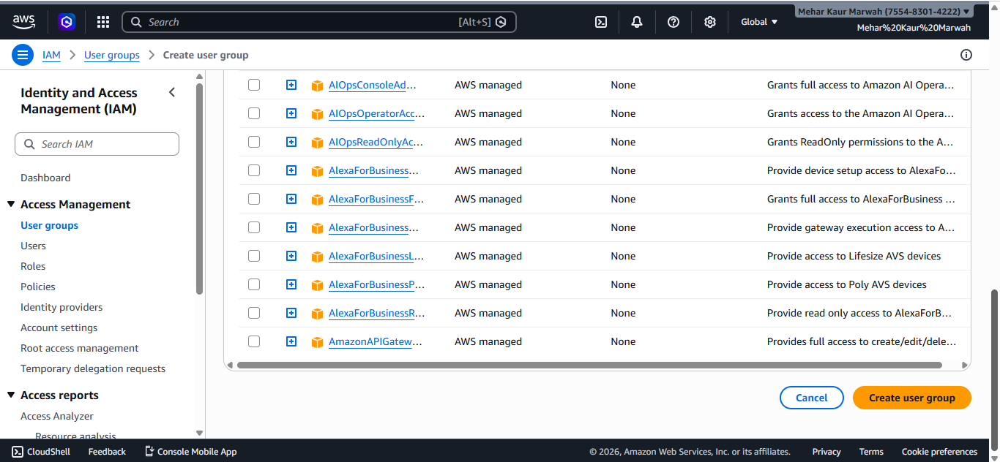 aws
Search [Alt+S]
Global
Mehar Kaur Marwah (7554-8301-4222)
Mehar%20Kaur%20Marwah
IAM > User groups > Create user group
Identity and Access
Management (IAM)
Search IAM
Dashboard
Access Management
User groups
Users
Roles
Policies
Identity providers
Account settings
Root access management
Temporary delegation requests
Access reports
Access Analyzer
Resource analysis
AIOpsConsoleAd... AWS managed None Grants full access to Amazon AI Opera...
AIOpsOperatorAcc... AWS managed None Grants access to the Amazon AI Opera...
AIOpsReadOnlyAc... AWS managed None Grants ReadOnly permissions to the A...
AlexaForBusiness... AWS managed None Provide device setup access to AlexaFo...
AlexaForBusinessF... AWS managed None Grants full access to AlexaForBusiness ...
AlexaForBusiness... AWS managed None Provide gateway execution access to A...
AlexaForBusinessL... AWS managed None Provide access to Lifesize AVS devices
AlexaForBusinessP... AWS managed None Provide access to Poly AVS devices
AlexaForBusinessR... AWS managed None Provide read only access to AlexaForB...
AmazonAPIGatew... AWS managed None Provides full access to create/edit/dele...
Cancel
Create user group
CloudShell Feedback Console Mobile App © 2026, Amazon Web Services, Inc. or its affiliates. Privacy Terms Cookie preferences